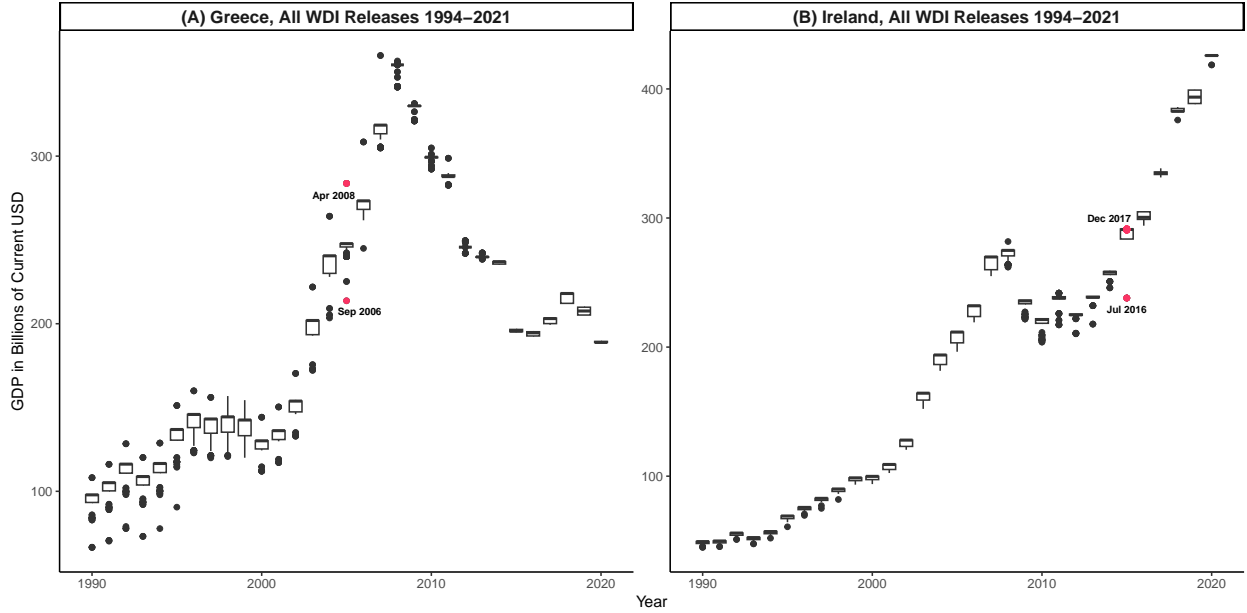 (A) Greece, All WDI Releases 1994−2021
(B) Ireland, All WDI Releases 1994−2021
GDP in Billions of Current USD
300
200
100
Apr 2008
Sep 2006
1990
2000
2010
2020
400
300
200
100
Dec 2017
Jul 2016
1990
2000
2010
2020
Year